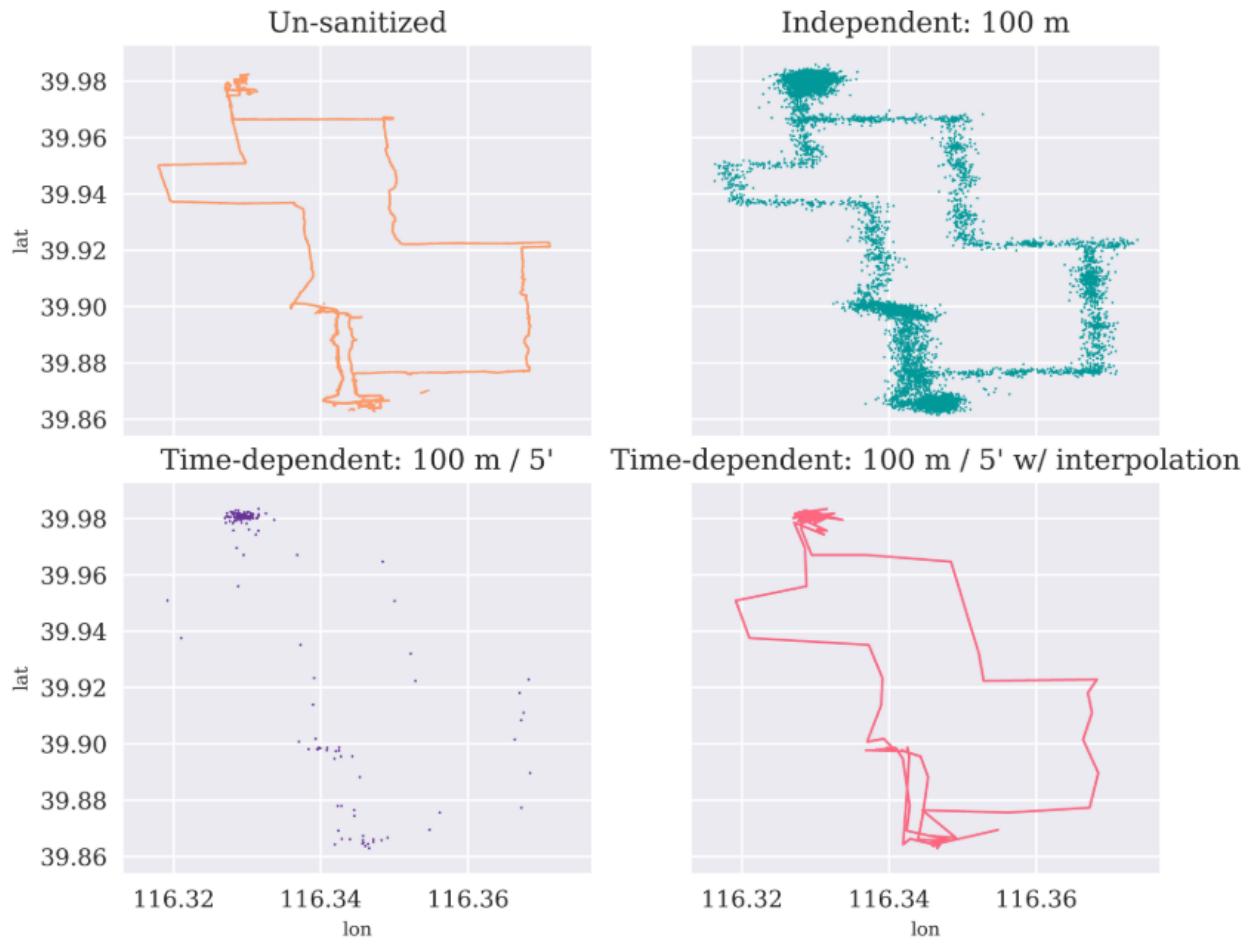 Un-sanitized
Independent: 100 m
39.98
39.96
39.94
39.92
39.90
39.88
39.86
lat
116.32
116.34
116.36
116.32
116.34
116.36
Time-dependent: 100 m / 5'
Time-dependent: 100 m / 5' w/ interpolation
39.98
39.96
39.94
39.92
39.90
39.88
39.86
lat
lon
lon